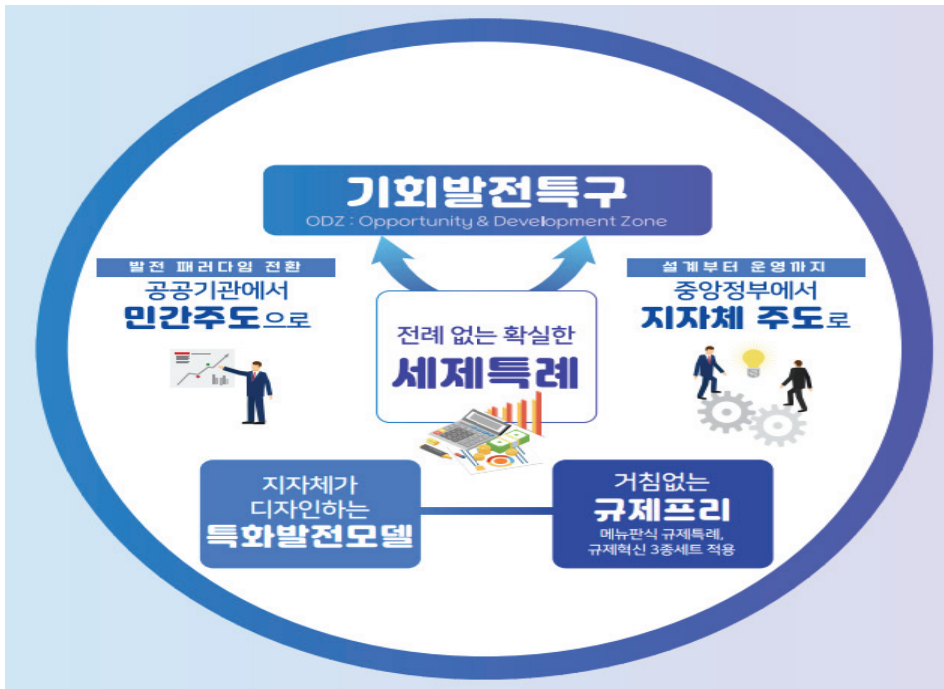 기회발전특구
ODZ : Opportunity & Development Zone
발전 패러다임 전환
공공기관에서
민간주도으로
설계부터 운영까지
중앙정부에서
지자체 주도로
전례 없는 확실한
세제특례
지자체가
디자인하는
특화발전모델
거침없는
규제프리
메뉴판식 규제특례,
규제혁신 3종세트 적용